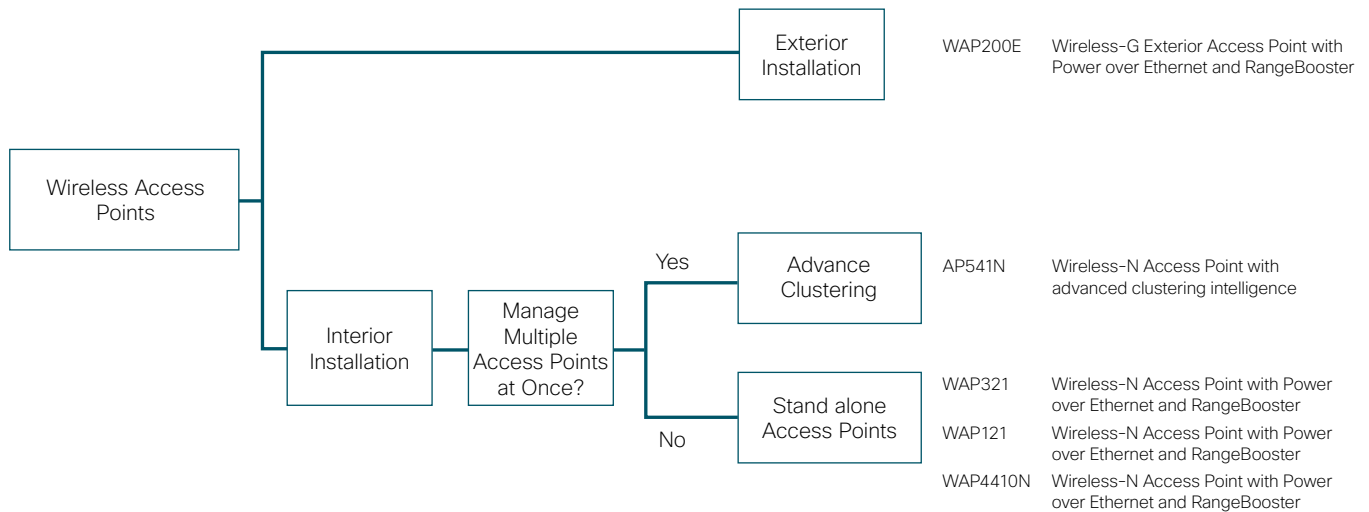 Exterior
Installation
WAP200E Wireless-G Exterior Access Point with
Power over Ethernet and RangeBooster
Wireless Access
Points
Yes
Advance
Clustering
AP541N Wireless-N Access Point with
advanced clustering intelligence
Interior
Installation
Manage
Multiple
Access Points
at Once?
No
Stand alone
Access Points
WAP321 Wireless-N Access Point with Power
over Ethernet and RangeBooster
WAP121 Wireless-N Access Point with Power
over Ethernet and RangeBooster
WAP4410N Wireless-N Access Point with Power
over Ethernet and RangeBooster